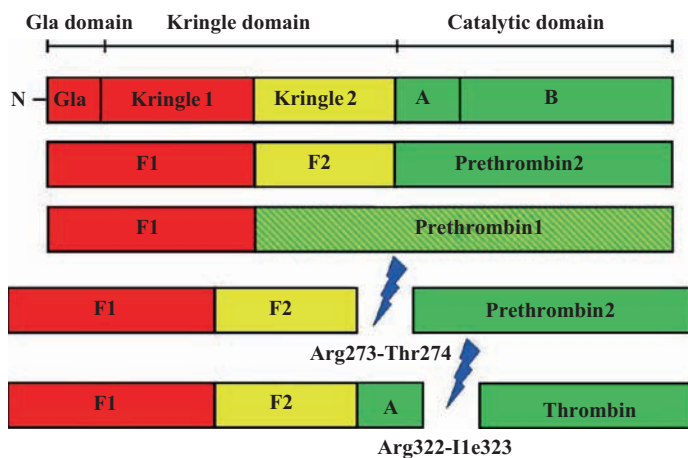 Gla domain Kringle domain Catalytic domain
N Gla Kringle 1 Kringle 2 A B
F1 F2 Prethrombin2
F1 Prethrombin1
F1 F2 Prethrombin2
Arg273-Thr274
F1 F2 A Thrombin
Arg322-I1e323